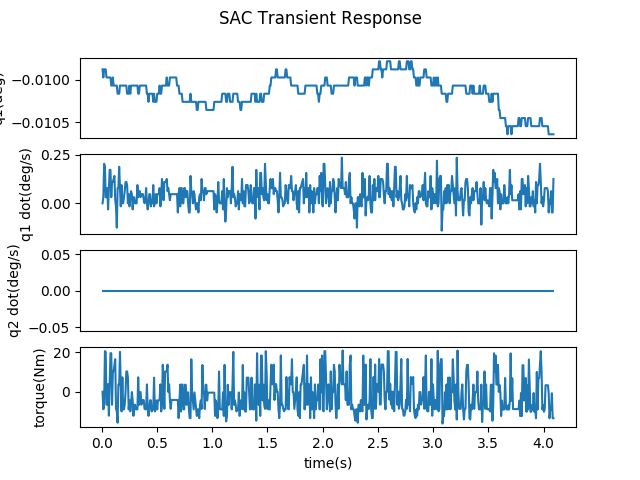 SAC Transient Response
−0.0100
−0.0105
q1(deg)
0.25
0.00
q1 dot(deg/s)
0.05
0.00
−0.05
q2 dot(deg/s)
20
0
torque(Nm)
0.0 0.5 1.0 1.5 2.0 2.5 3.0 3.5 4.0
time(s)